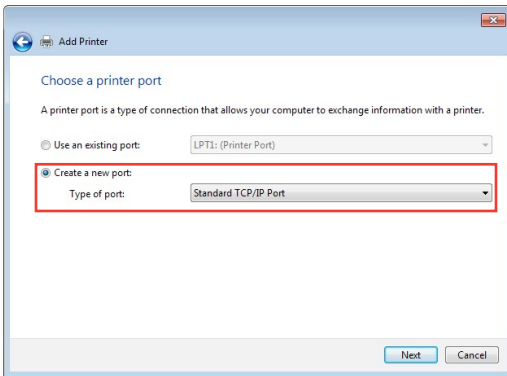 Add Printer
Choose a printer port
A printer port is a type of connection that allows your computer to exchange information with a printer.
Use an existing port: LPT1: (Printer Port)
Create a new port:
Type of port: Standard TCP/IP Port
Next Cancel